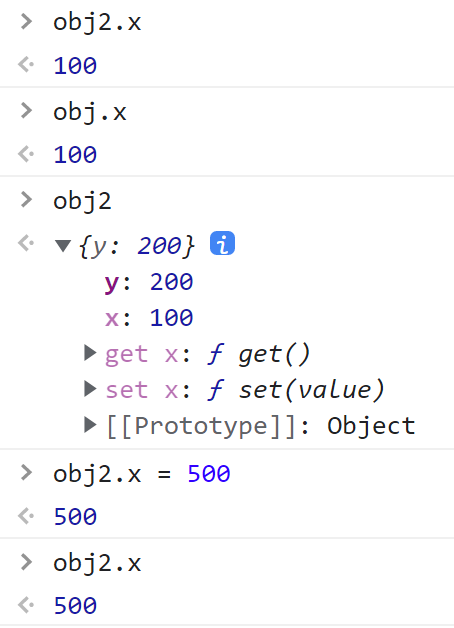 obj2.x
100
obj.x
100
obj2
{y: 200} i
y: 200
x: 100
get x: ƒ get()
set x: ƒ set(value)
[[Prototype]]: Object
obj2.x = 500
500
obj2.x
500